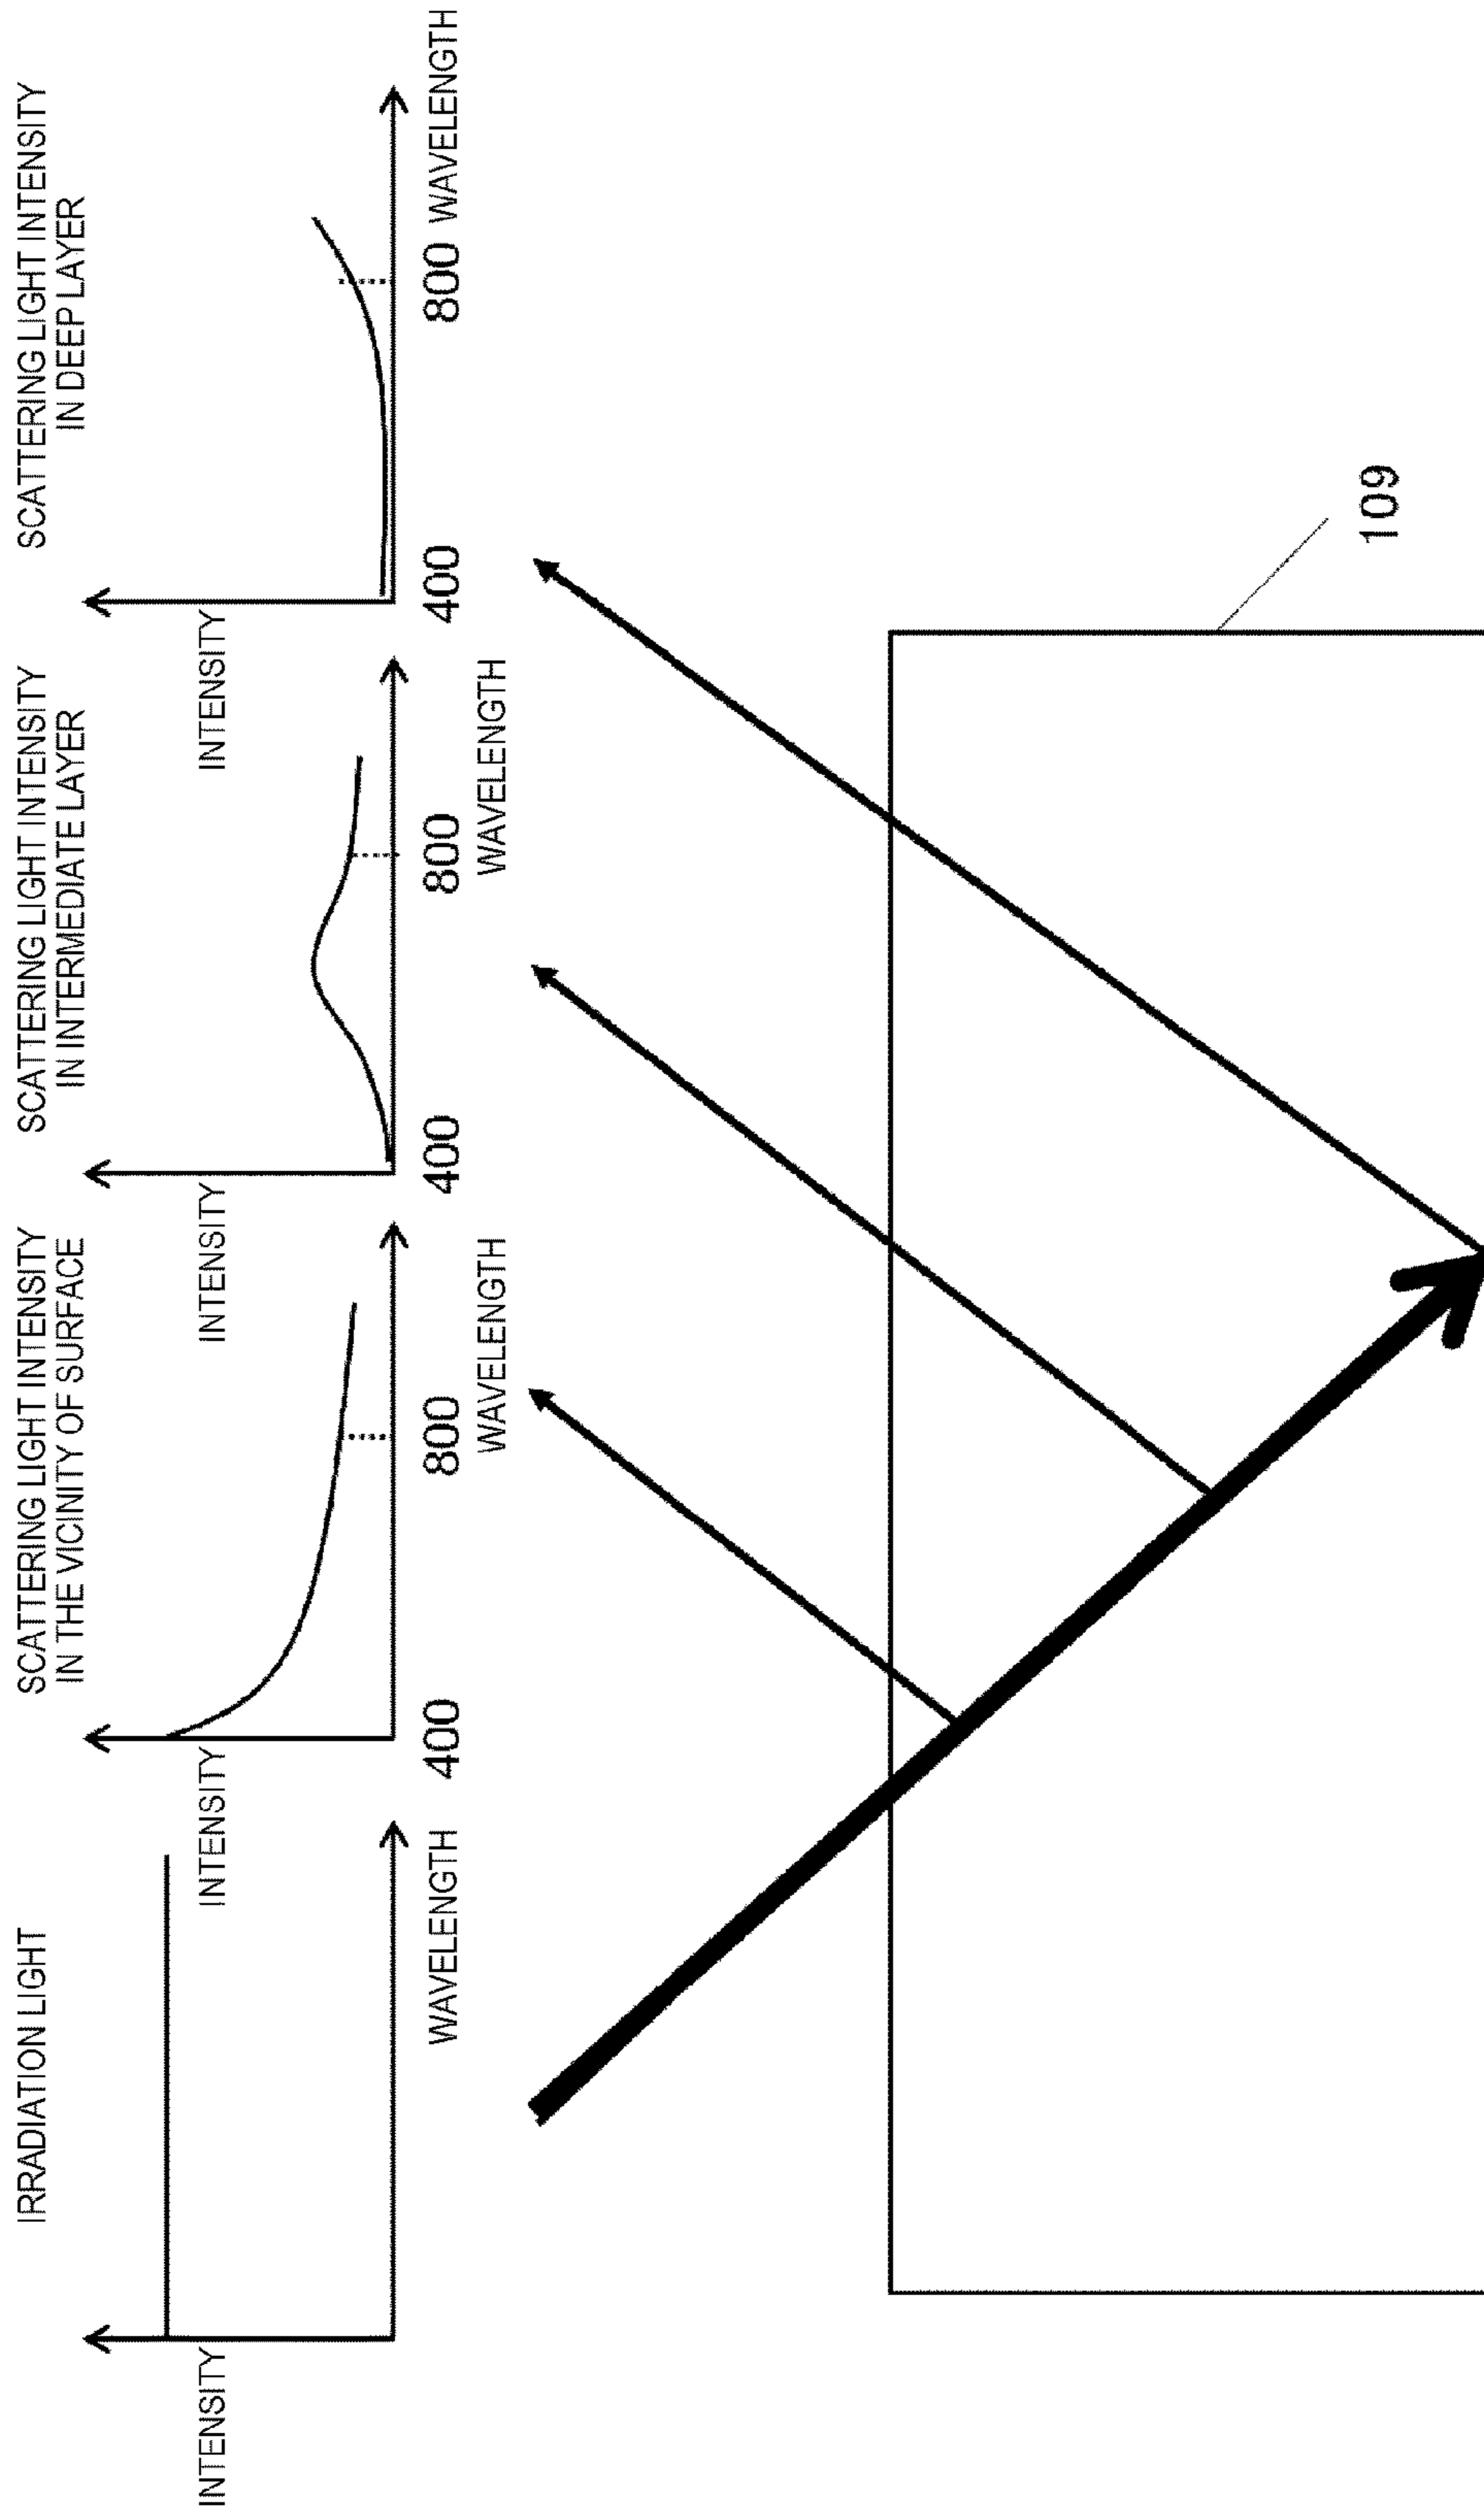 IRRADIATION LIGHT
INTENSITY
WAVELENGTH
SCATTERING LIGHT INTENSITY
IN THE VICINITY OF SURFACE
INTENSITY
400
800
WAVELENGTH
SCATTERING LIGHT INTENSITY
IN INTERMEDIATE LAYER
INTENSITY
400
800
WAVELENGTH
SCATTERING LIGHT INTENSITY
IN DEEP LAYER
INTENSITY
400
800 WAVELENGTH
109